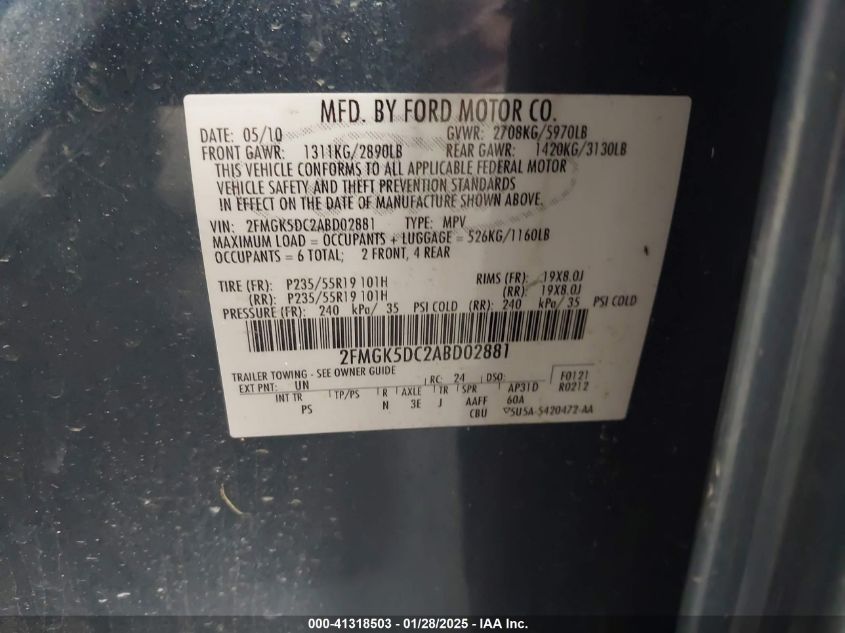 MFD. BY FORD MOTOR CO.
DATE: 05/10 GVWR: 2708KG/5970LB
FRONT GAWR: 1311KG/2890LB REAR GAWR: 1420KG/3130LB
THIS VEHICLE CONFORMS TO ALL APPLICABLE FEDERAL MOTOR
VEHICLE SAFETY AND THEFT PREVENTION STANDARDS
IN EFFECT ON THE DATE OF MANUFACTURE SHOWN ABOVE.
VIN: 2FMGK5DC2ABD02881 TYPE: MPV
MAXIMUM LOAD = OCCUPANTS + LUGGAGE = 526KG/1160LB
OCCUPANTS = 6 TOTAL; 2 FRONT, 4 REAR
TIRE (FR): P235/55R19 101H RIMS (FR): 19X8.0J
(RR): P235/55R19 101H (RR): 19X8.0J
PRESSURE (FR): 240 kPa/ 35 PSI COLD (RR): 240 kPa/ 35 PSI COLD
2FMGK5DC2ABD02881
TRAILER TOWING - SEE OWNER GUIDE
EXT PNT: UN RC: 24 DSO: F0121
INT TR TP/PS R AXLE TR SPR AP31D R0212
PS N 3E J AAFF 60A
CBU 5U5A-5420472-AA
000-41318503 - 01/28/2025 - IAA Inc.